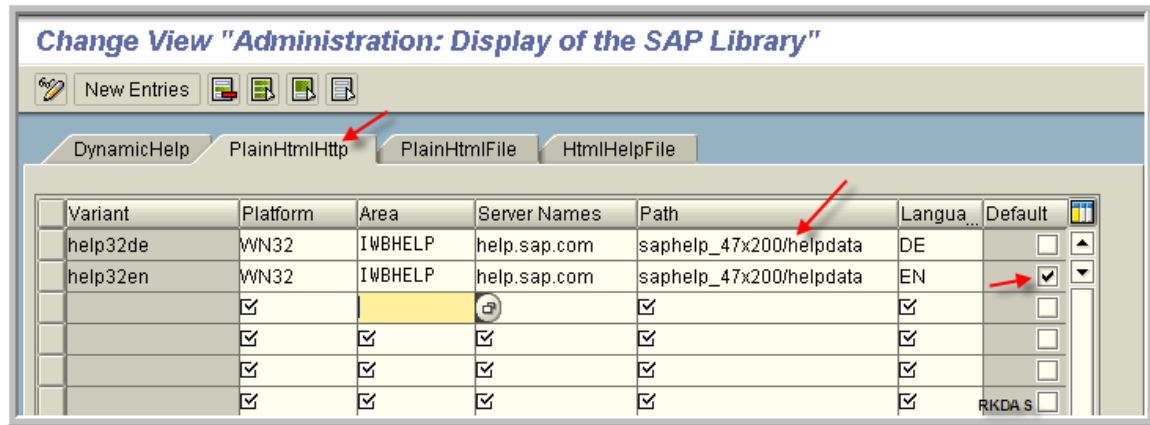 Change View "Administration: Display of the SAP Library"
New Entries
DynamicHelp PlainHtmlHttp PlainHtmlFile HtmlHelpFile
Variant Platform Area Server Names Path Langua... Default
help32de WN32 IWBHELP help.sap.com saphelp_47x200/helpdata DE
help32en WN32 IWBHELP help.sap.com saphelp_47x200/helpdata EN
RKDAS